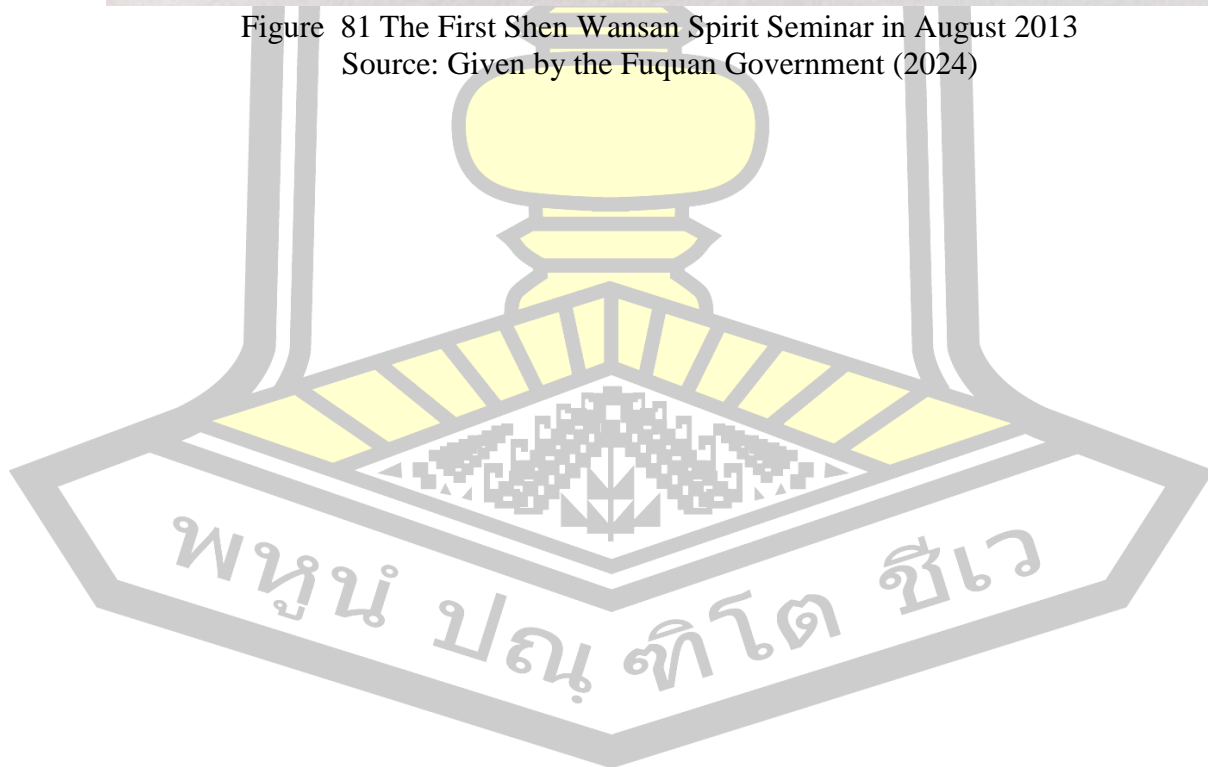 Figure 81 The First Shen Wansan Spirit Seminar in August 2013
Source: Given by the Fuquan Government (2024)
พหูนํ ปณฺฑิโต ชีเว